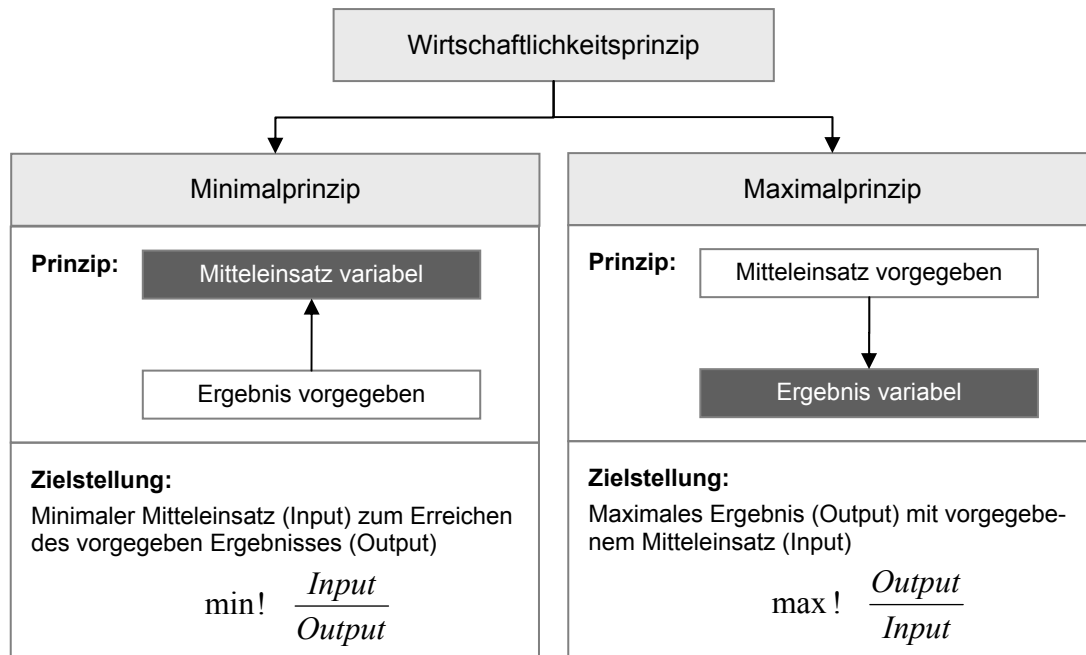 Wirtschaftlichkeitsprinzip
Minimalprinzip
Prinzip:
Mitteleinsatz variabel
Ergebnis vorgegeben
Zielstellung:
Minimaler Mitteleinsatz (Input) zum Erreichen
des vorgegeben Ergebnisses (Output)
min! Input
Output
Maximalprinzip
Prinzip:
Mitteleinsatz vorgegeben
Ergebnis variabel
Zielstellung:
Maximales Ergebnis (Output) mit vorgegebe-
nem Mitteleinsatz (Input)
max ! Output
Input